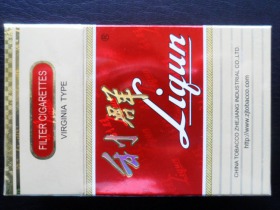 FILTER CIGARETTES
VIRGINIA TYPE
利群
Liqun
®
CHINA TOBACCO ZHEJIANG INDUSTRIAL CO.,LTD
http://www.zjtobacco.com